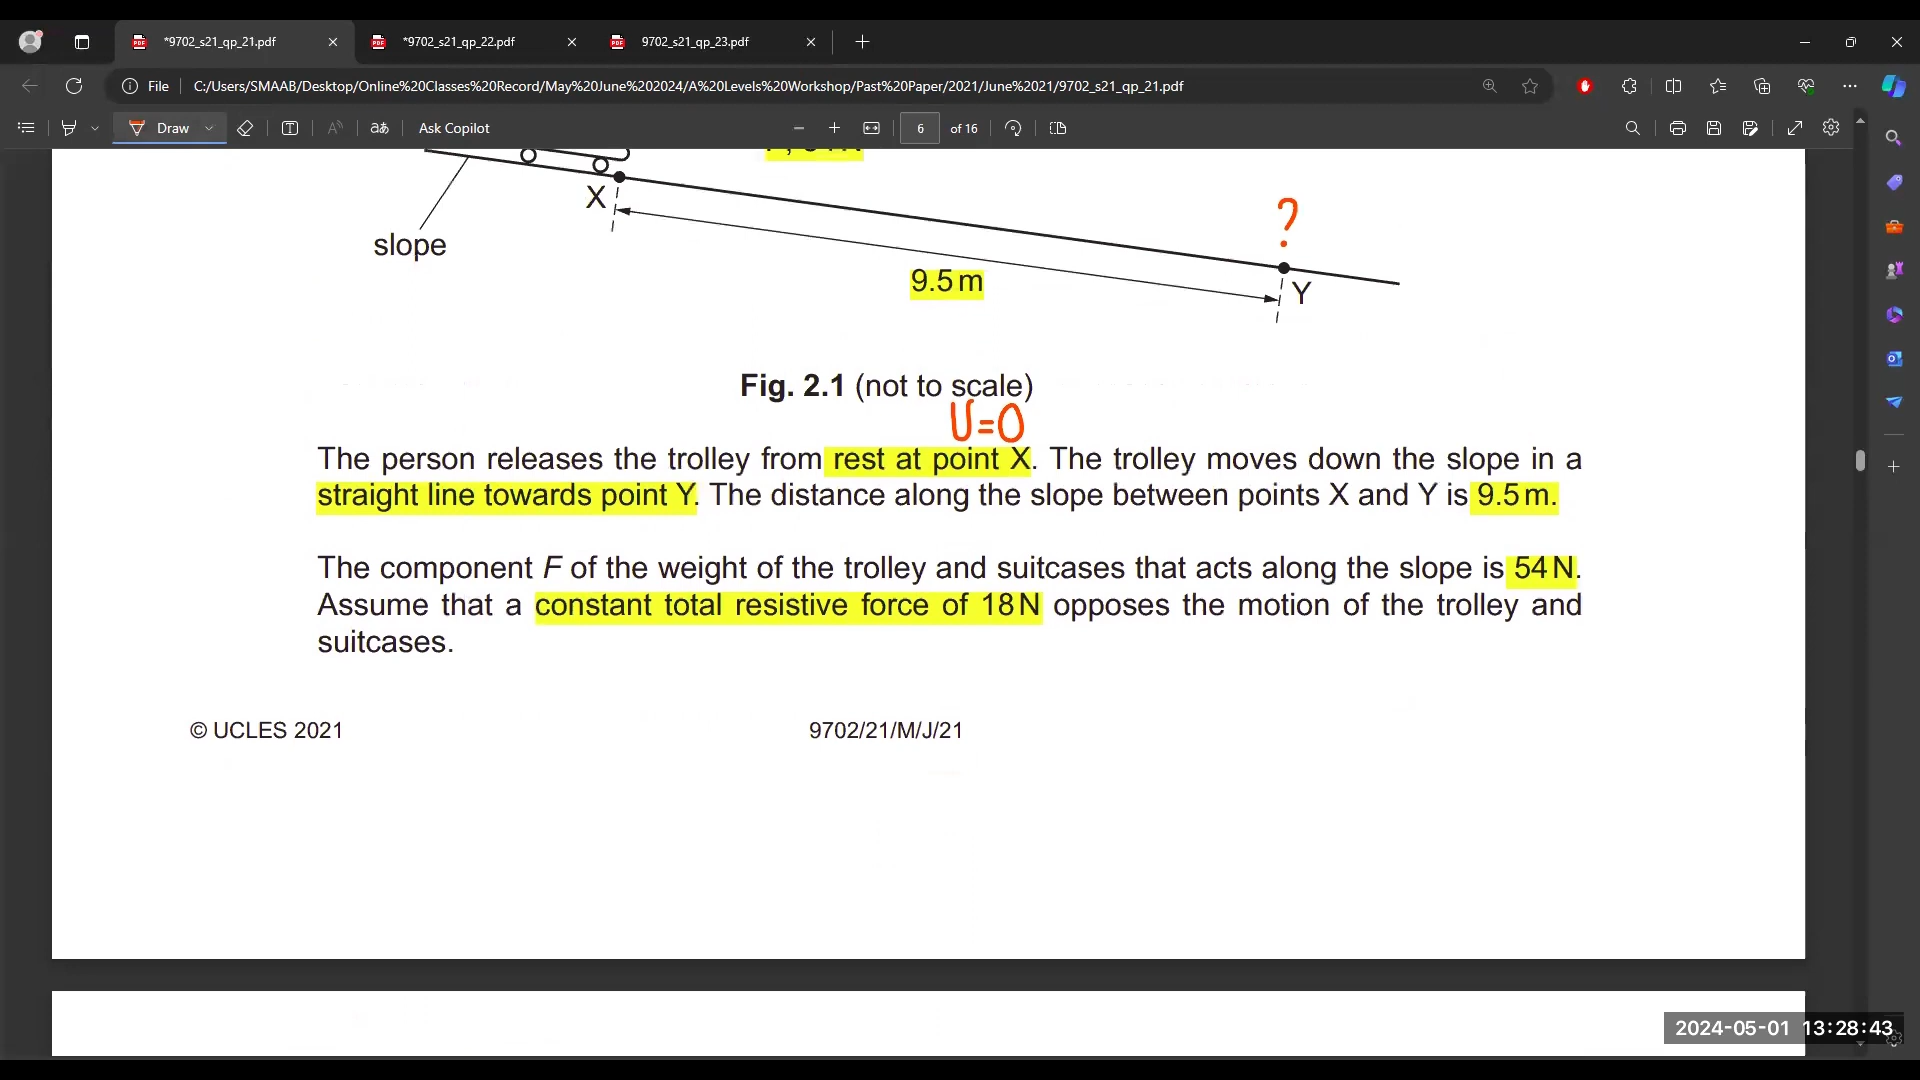 *9702_s21_qp_21.pdf
*9702_s21_qp_22.pdf
9702_s21_qp_23.pdf
File
C:/Users/SMAAB/Desktop/Online%20Classes%20Record/May%20June%202024/A%20Levels%20Workshop/Past%20Paper/2021/June%2021/9702_s21_qp_21.pdf
Draw
Ask Copilot
6 of 16
X
slope
?
9.5 m
Y
Fig. 2.1 (not to scale)
U=0
The person releases the trolley from rest at point X. The trolley moves down the slope in a
straight line towards point Y. The distance along the slope between points X and Y is 9.5 m.
The component F of the weight of the trolley and suitcases that acts along the slope is 54 N.
Assume that a constant total resistive force of 18 N opposes the motion of the trolley and
suitcases.
© UCLES 2021
9702/21/M/J/21
2024-05-01 13:28:43